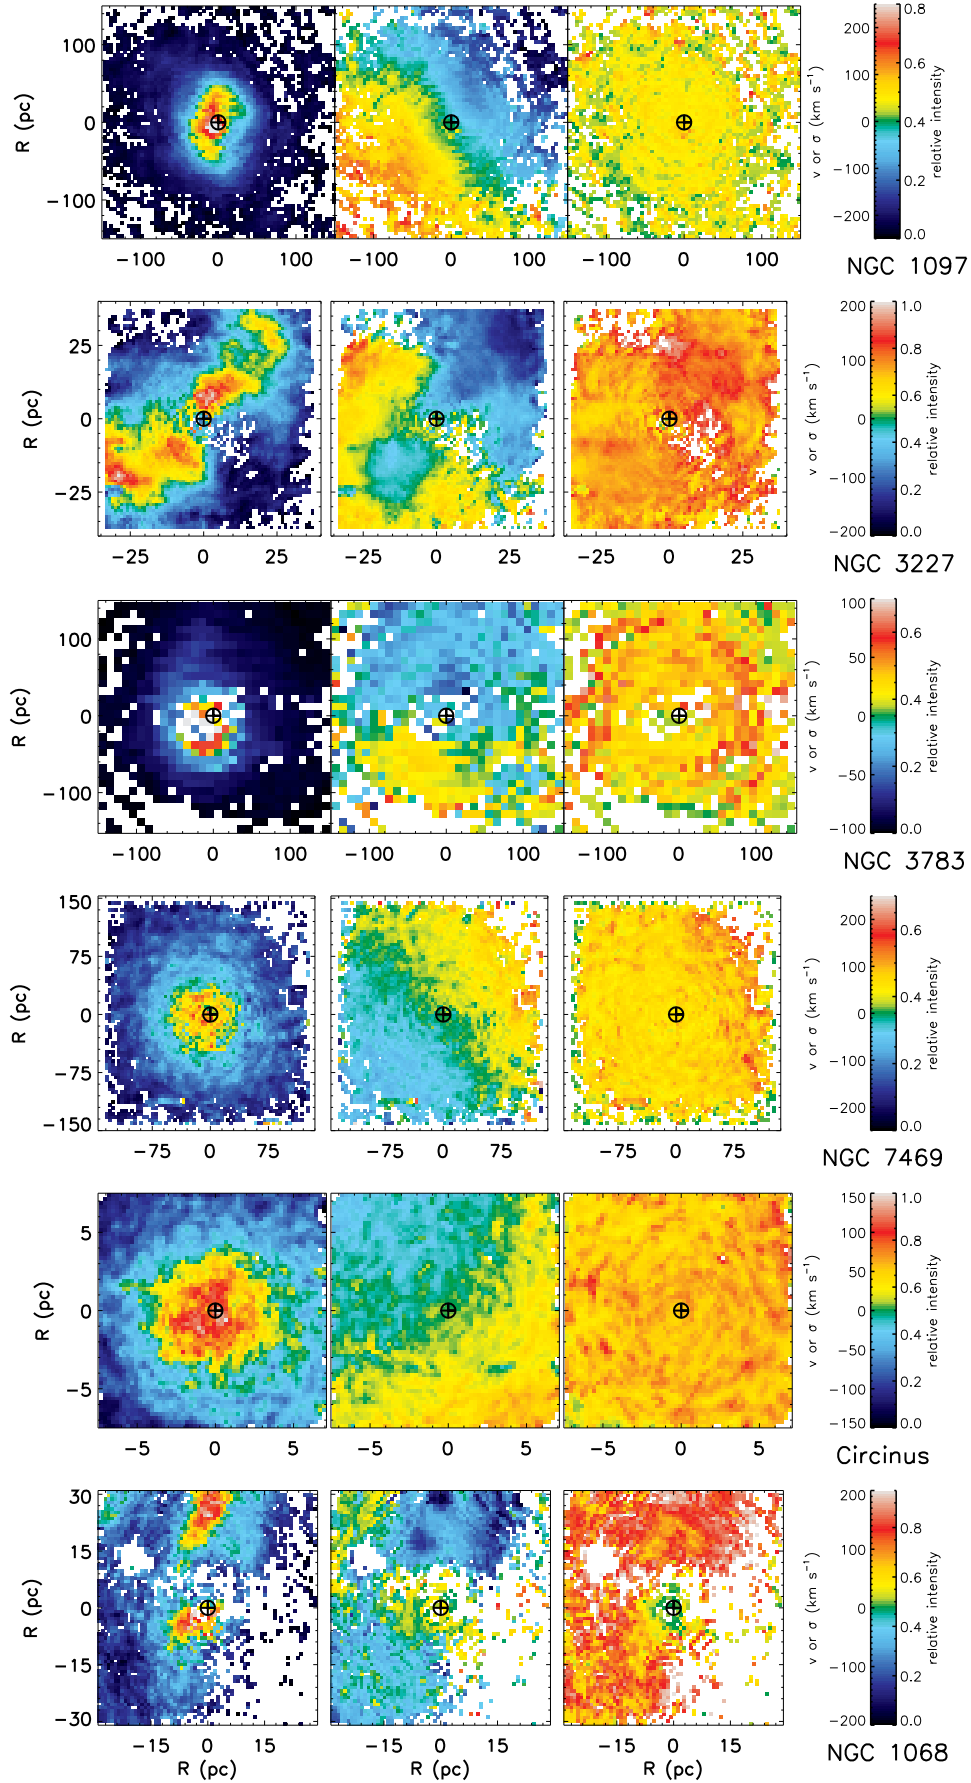 100
0
-100
R (pc)
-100 0 100
-100 0 100
-100 0 100
200
100
0
-100
-200
v or σ (km s⁻¹)
0.8
0.6
0.4
0.2
0.0
relative intensity
NGC 1097
25
0
-25
R (pc)
-25 0 25
-25 0 25
-25 0 25
200
100
0
-100
-200
v or σ (km s⁻¹)
1.0
0.8
0.6
0.4
0.2
0.0
relative intensity
NGC 3227
100
0
-100
R (pc)
-100 0 100
-100 0 100
-100 0 100
100
50
0
-50
-100
v or σ (km s⁻¹)
0.6
0.4
0.2
0.0
relative intensity
NGC 3783
150
75
0
-75
-150
R (pc)
-75 0 75
-75 0 75
-75 0 75
200
100
0
-100
-200
v or σ (km s⁻¹)
0.8
0.6
0.4
0.2
0.0
relative intensity
NGC 7469
5
0
-5
R (pc)
-5 0 5
-5 0 5
-5 0 5
150
100
50
0
-50
-100
-150
v or σ (km s⁻¹)
1.0
0.8
0.6
0.4
0.2
0.0
relative intensity
Circinus
30
15
0
-15
-30
R (pc)
-15 0 15
-15 0 15
-15 0 15
R (pc)
R (pc)
R (pc)
200
100
0
-100
-200
v or σ (km s⁻¹)
0.8
0.6
0.4
0.2
0.0
relative intensity
NGC 1068